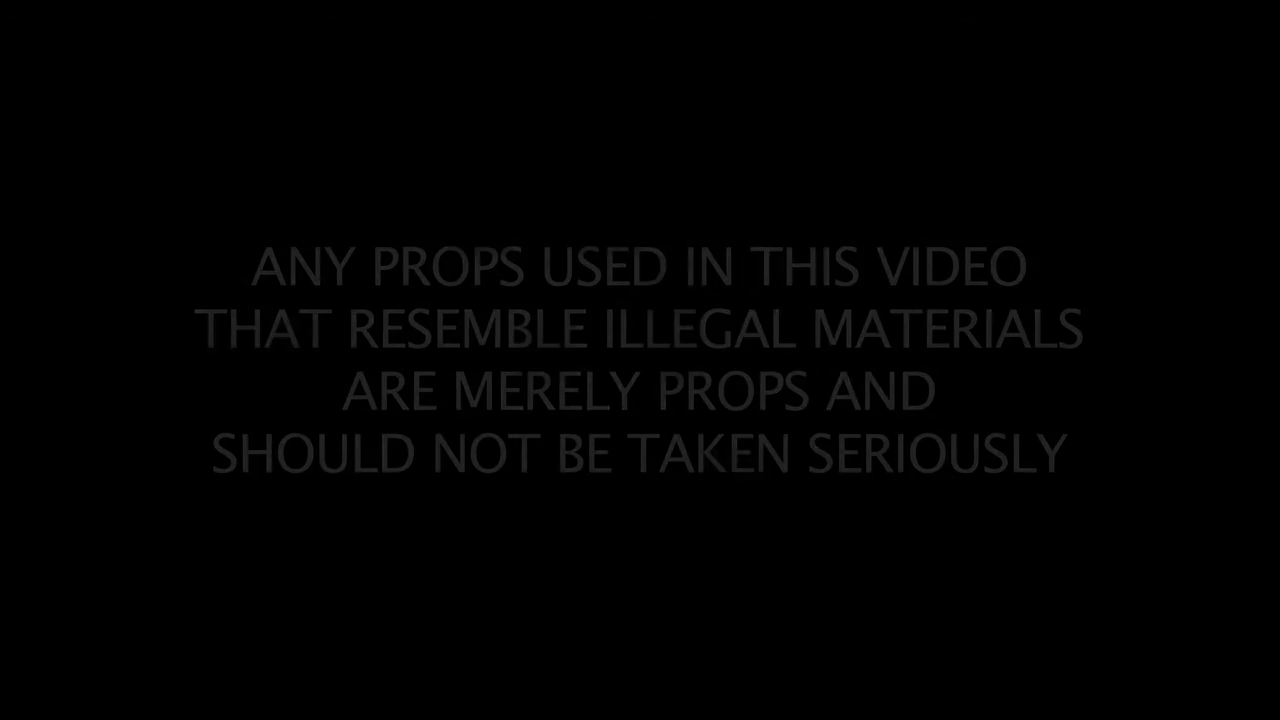 ANY PROPS USED IN THIS VIDEO
THAT RESEMBLE ILLEGAL MATERIALS
ARE MERELY PROPS AND
SHOULD NOT BE TAKEN SERIOUSLY